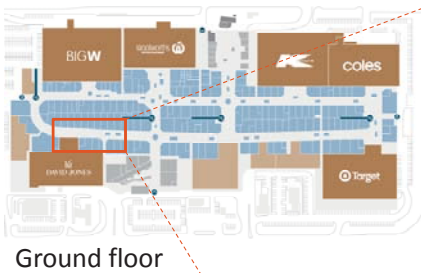 BIGW
woolworths
coles
DAVID JONES
Target
Ground floor